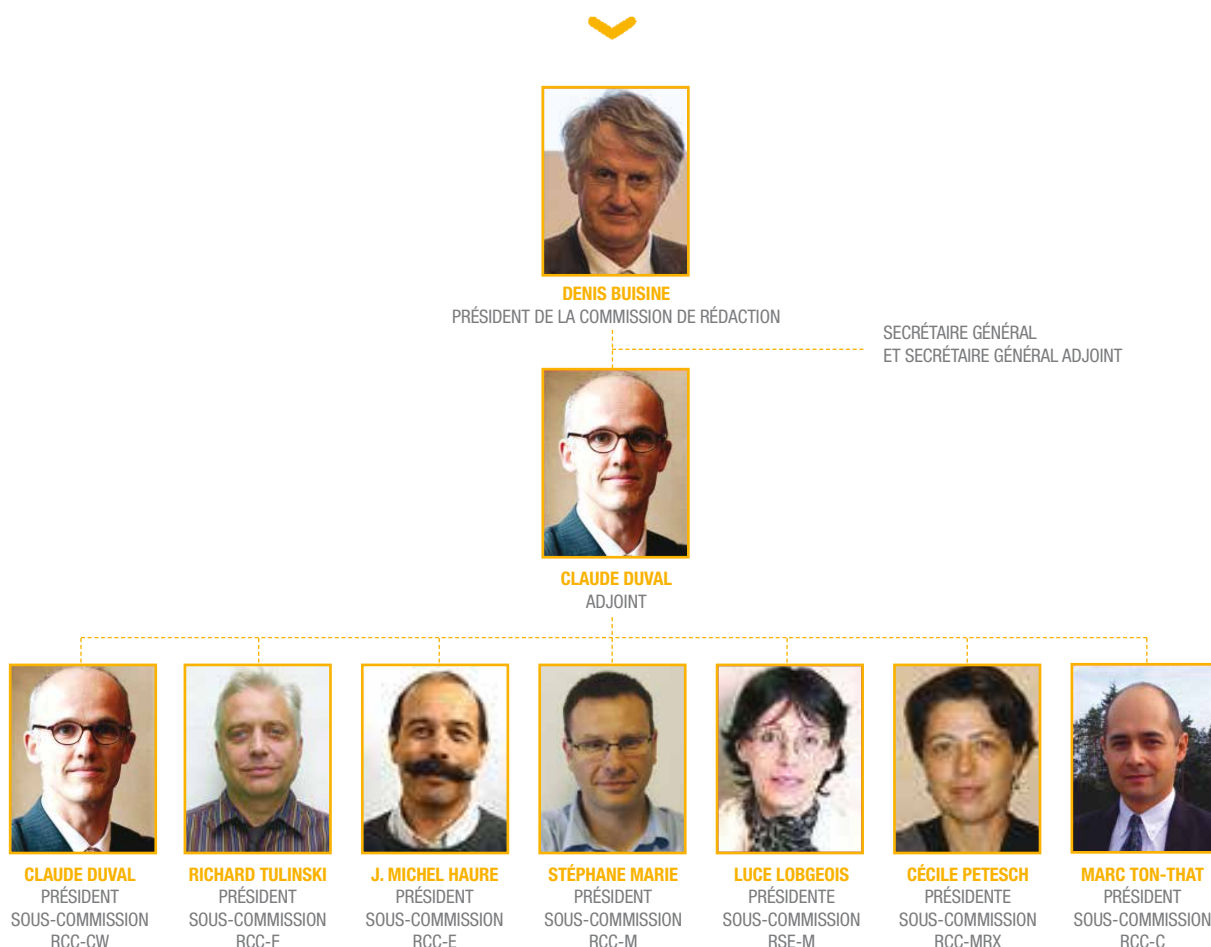 DENIS BUISINE
PRÉSIDENT DE LA COMMISSION DE RÉDACTION
SECRÉTAIRE GÉNÉRAL
ET SECRÉTAIRE GÉNÉRAL ADJOINT
CLAUDE DUVAL
ADJOINT
CLAUDE DUVAL
PRÉSIDENT
SOUS-COMMISSION
RCC-CW
RICHARD TULINSKI
PRÉSIDENT
SOUS-COMMISSION
RCC-F
J. MICHEL HAURE
PRÉSIDENT
SOUS-COMMISSION
RCC-E
STÉPHANE MARIE
PRÉSIDENT
SOUS-COMMISSION
RCC-M
LUCE LOBGEOIS
PRÉSIDENTE
SOUS-COMMISSION
RSE-M
CÉCILE PETESCH
PRÉSIDENTE
SOUS-COMMISSION
RCC-MRX
MARC TON-THAT
PRÉSIDENT
SOUS-COMMISSION
RCC-C